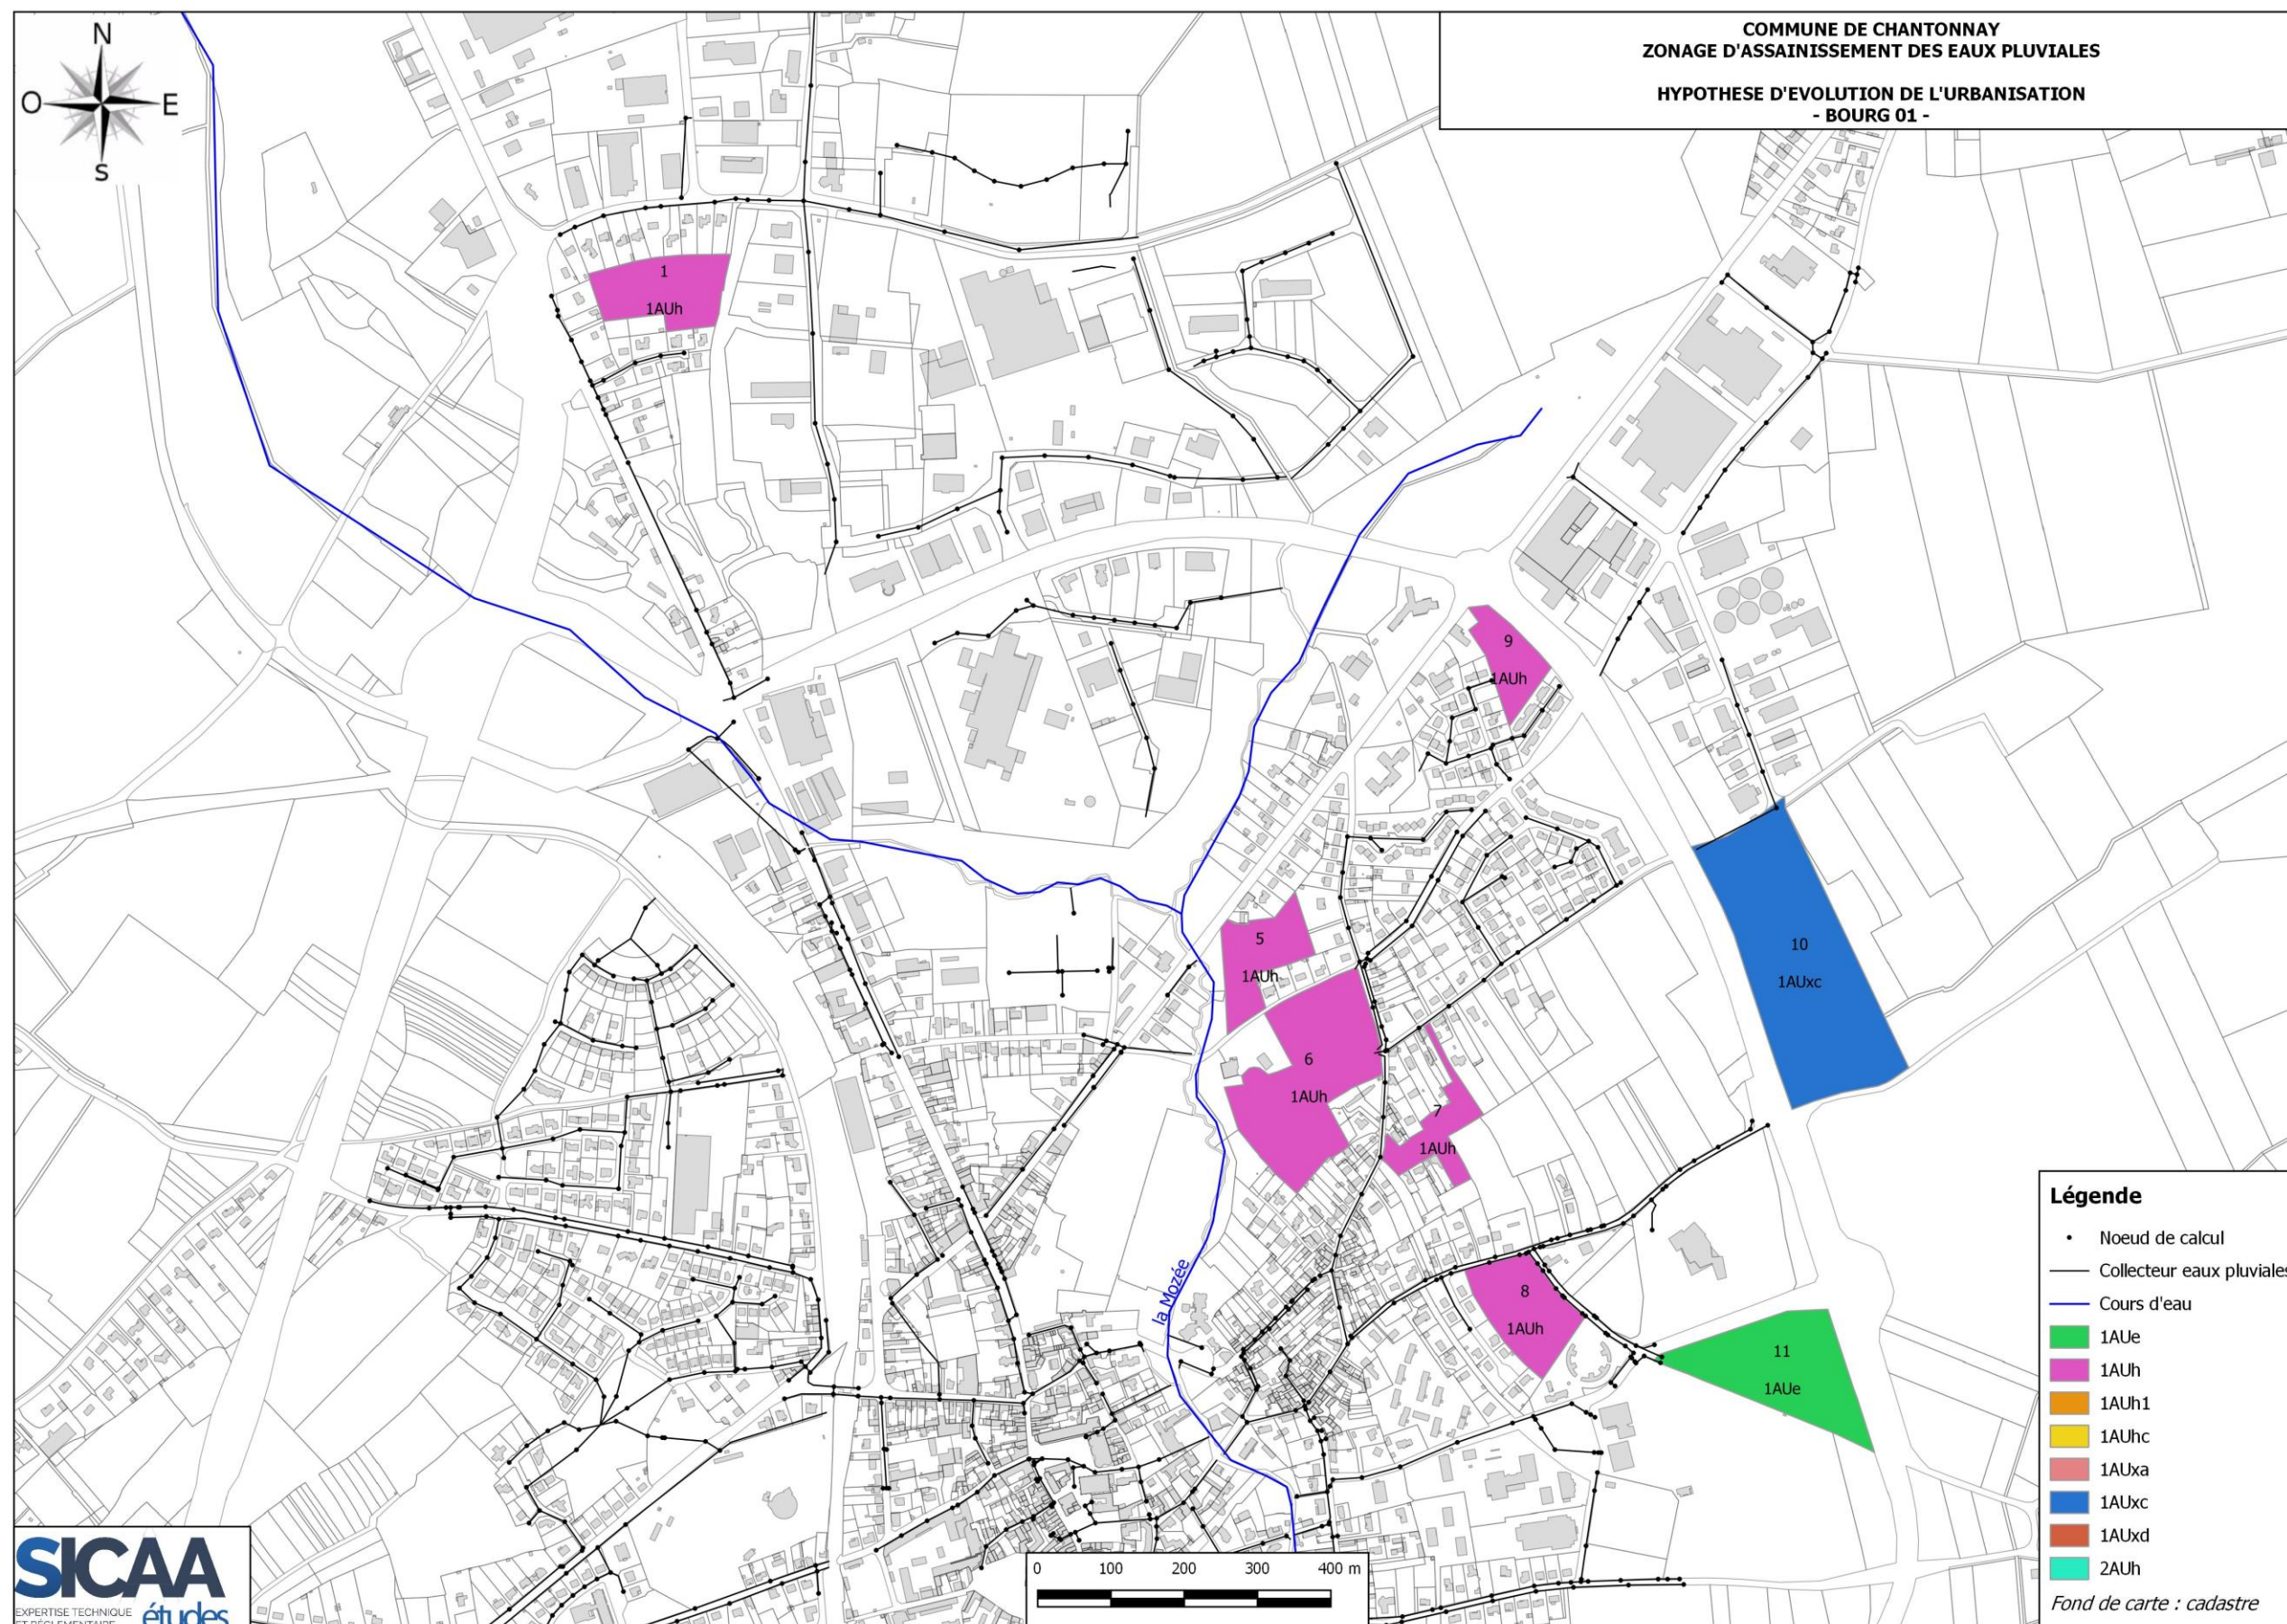 COMMUNE DE CHANTONNAY
ZONAGE D'ASSAINISSEMENT DES EAUX PLUVIALES
HYPOTHESE D'EVOLUTION DE L'URBANISATION
- BOURG 01 -
N
O
E
S
1
1AUh
9
1AUh
5
1AUh
10
1AUxc
6
1AUh
7
1AUh
8
1AUh
11
1AUe
la Mozée
Légende
Noeud de calcul
Collecteur eaux pluviales
Cours d'eau
1AUe
1AUh
1AUh1
1AUhc
1AUxa
1AUxc
1AUxd
2AUh
Fond de carte : cadastre
0 100 200 300 400 m
SICAA
EXPERTISE TECHNIQUE
ET RÉGLEMENTAIRE
études